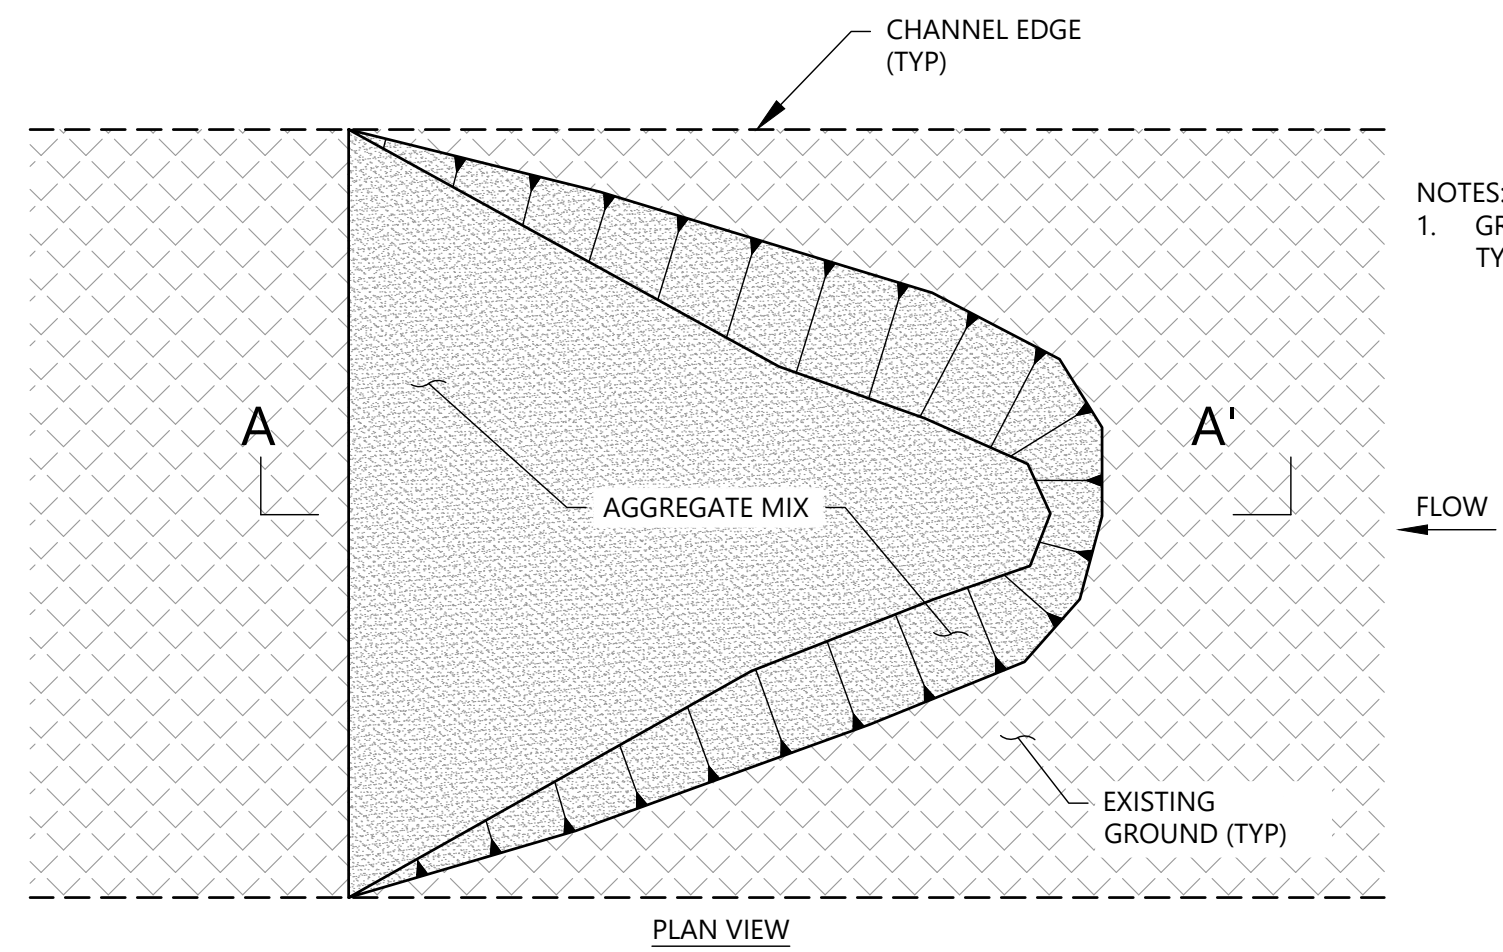 CHANNEL EDGE
(TYP)
NOTES:
1.
A
A'
AGGREGATE MIX
FLOW
EXISTING
GROUND (TYP)
PLAN VIEW